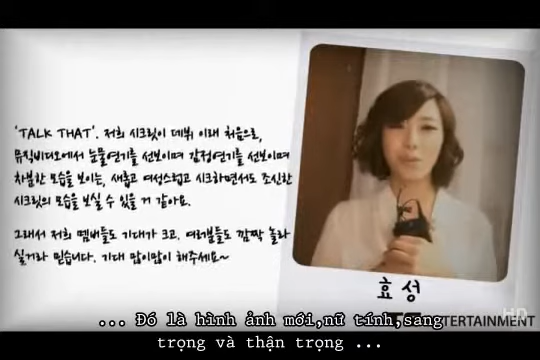 'TALK THAT'. 저희 시크릿이 데뷔 이래 처음으로,
뮤직비디오에서 눈물연기를 선보이며 감정연기를 선보이며
차분한 모습을 보이는, 새롭고 여성스럽고 시크하면서도 조신한
시크릿의 모습을 보실 수 있을 거 같아요.
그래서 저희 멤버들도 기대가 크고, 여러분들도 깜짝 놀라
실거라 믿습니다. 기대 많이많이 해주세요~
효성
HD
ENTERTAINMENT
... Đó là hình ảnh mới,nữ tính,sang
trọng và thận trọng ...